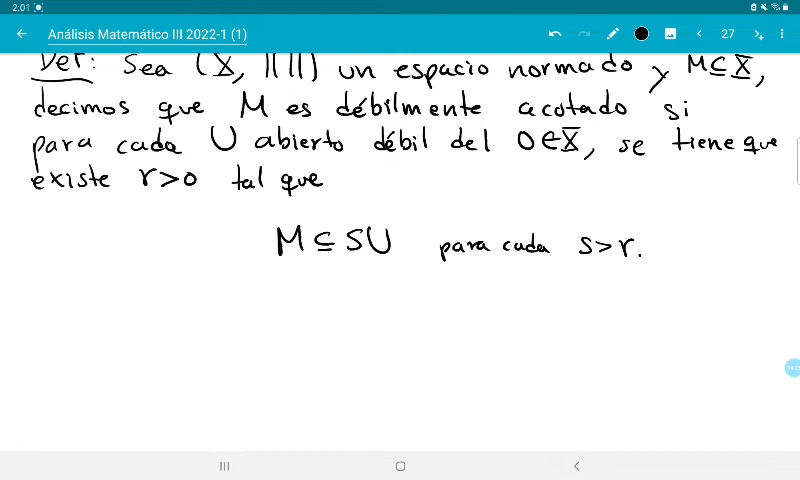 2:01
Análisis Matemático III 2022-1 (1)
27
Def: Sea (X, || ||) un espacio normado y M ⊆ X,
decimos que M es débilmente acotado si
para cada U abierto débil del 0 ∈ X, se tiene que
existe r>0 tal que
M ⊆ sU para cada s>r.